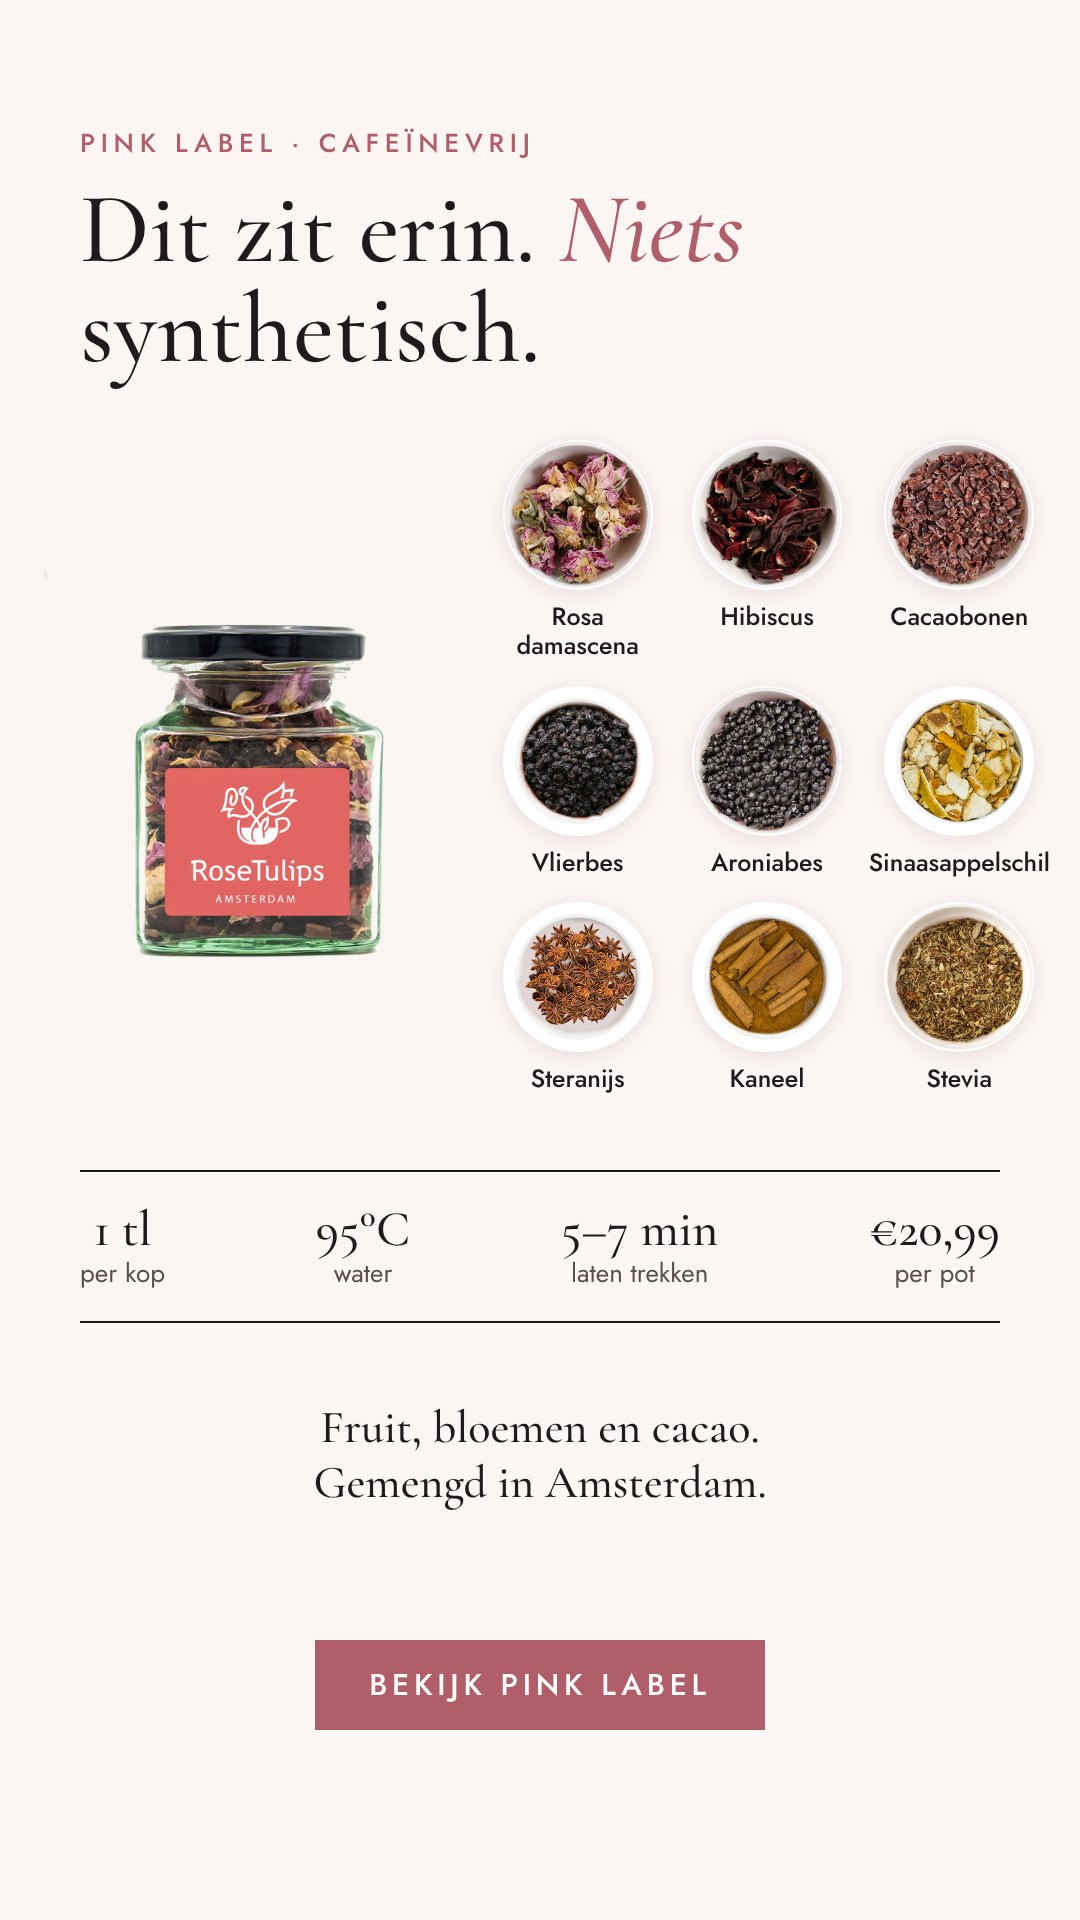 PINK LABEL · CAFEÏNEVRIJ
Dit zit erin. Niets
synthetisch.
Rosa
damascena
Hibiscus
Cacaobonen
RoseTulips
AMSTERDAM
Vlierbes
Aroniabes
Sinaasappelschil
Steranijs
Kaneel
Stevia
1 tl
per kop
95°C
water
5–7 min
laten trekken
€20,99
per pot
Fruit, bloemen en cacao.
Gemengd in Amsterdam.
BEKIJK PINK LABEL